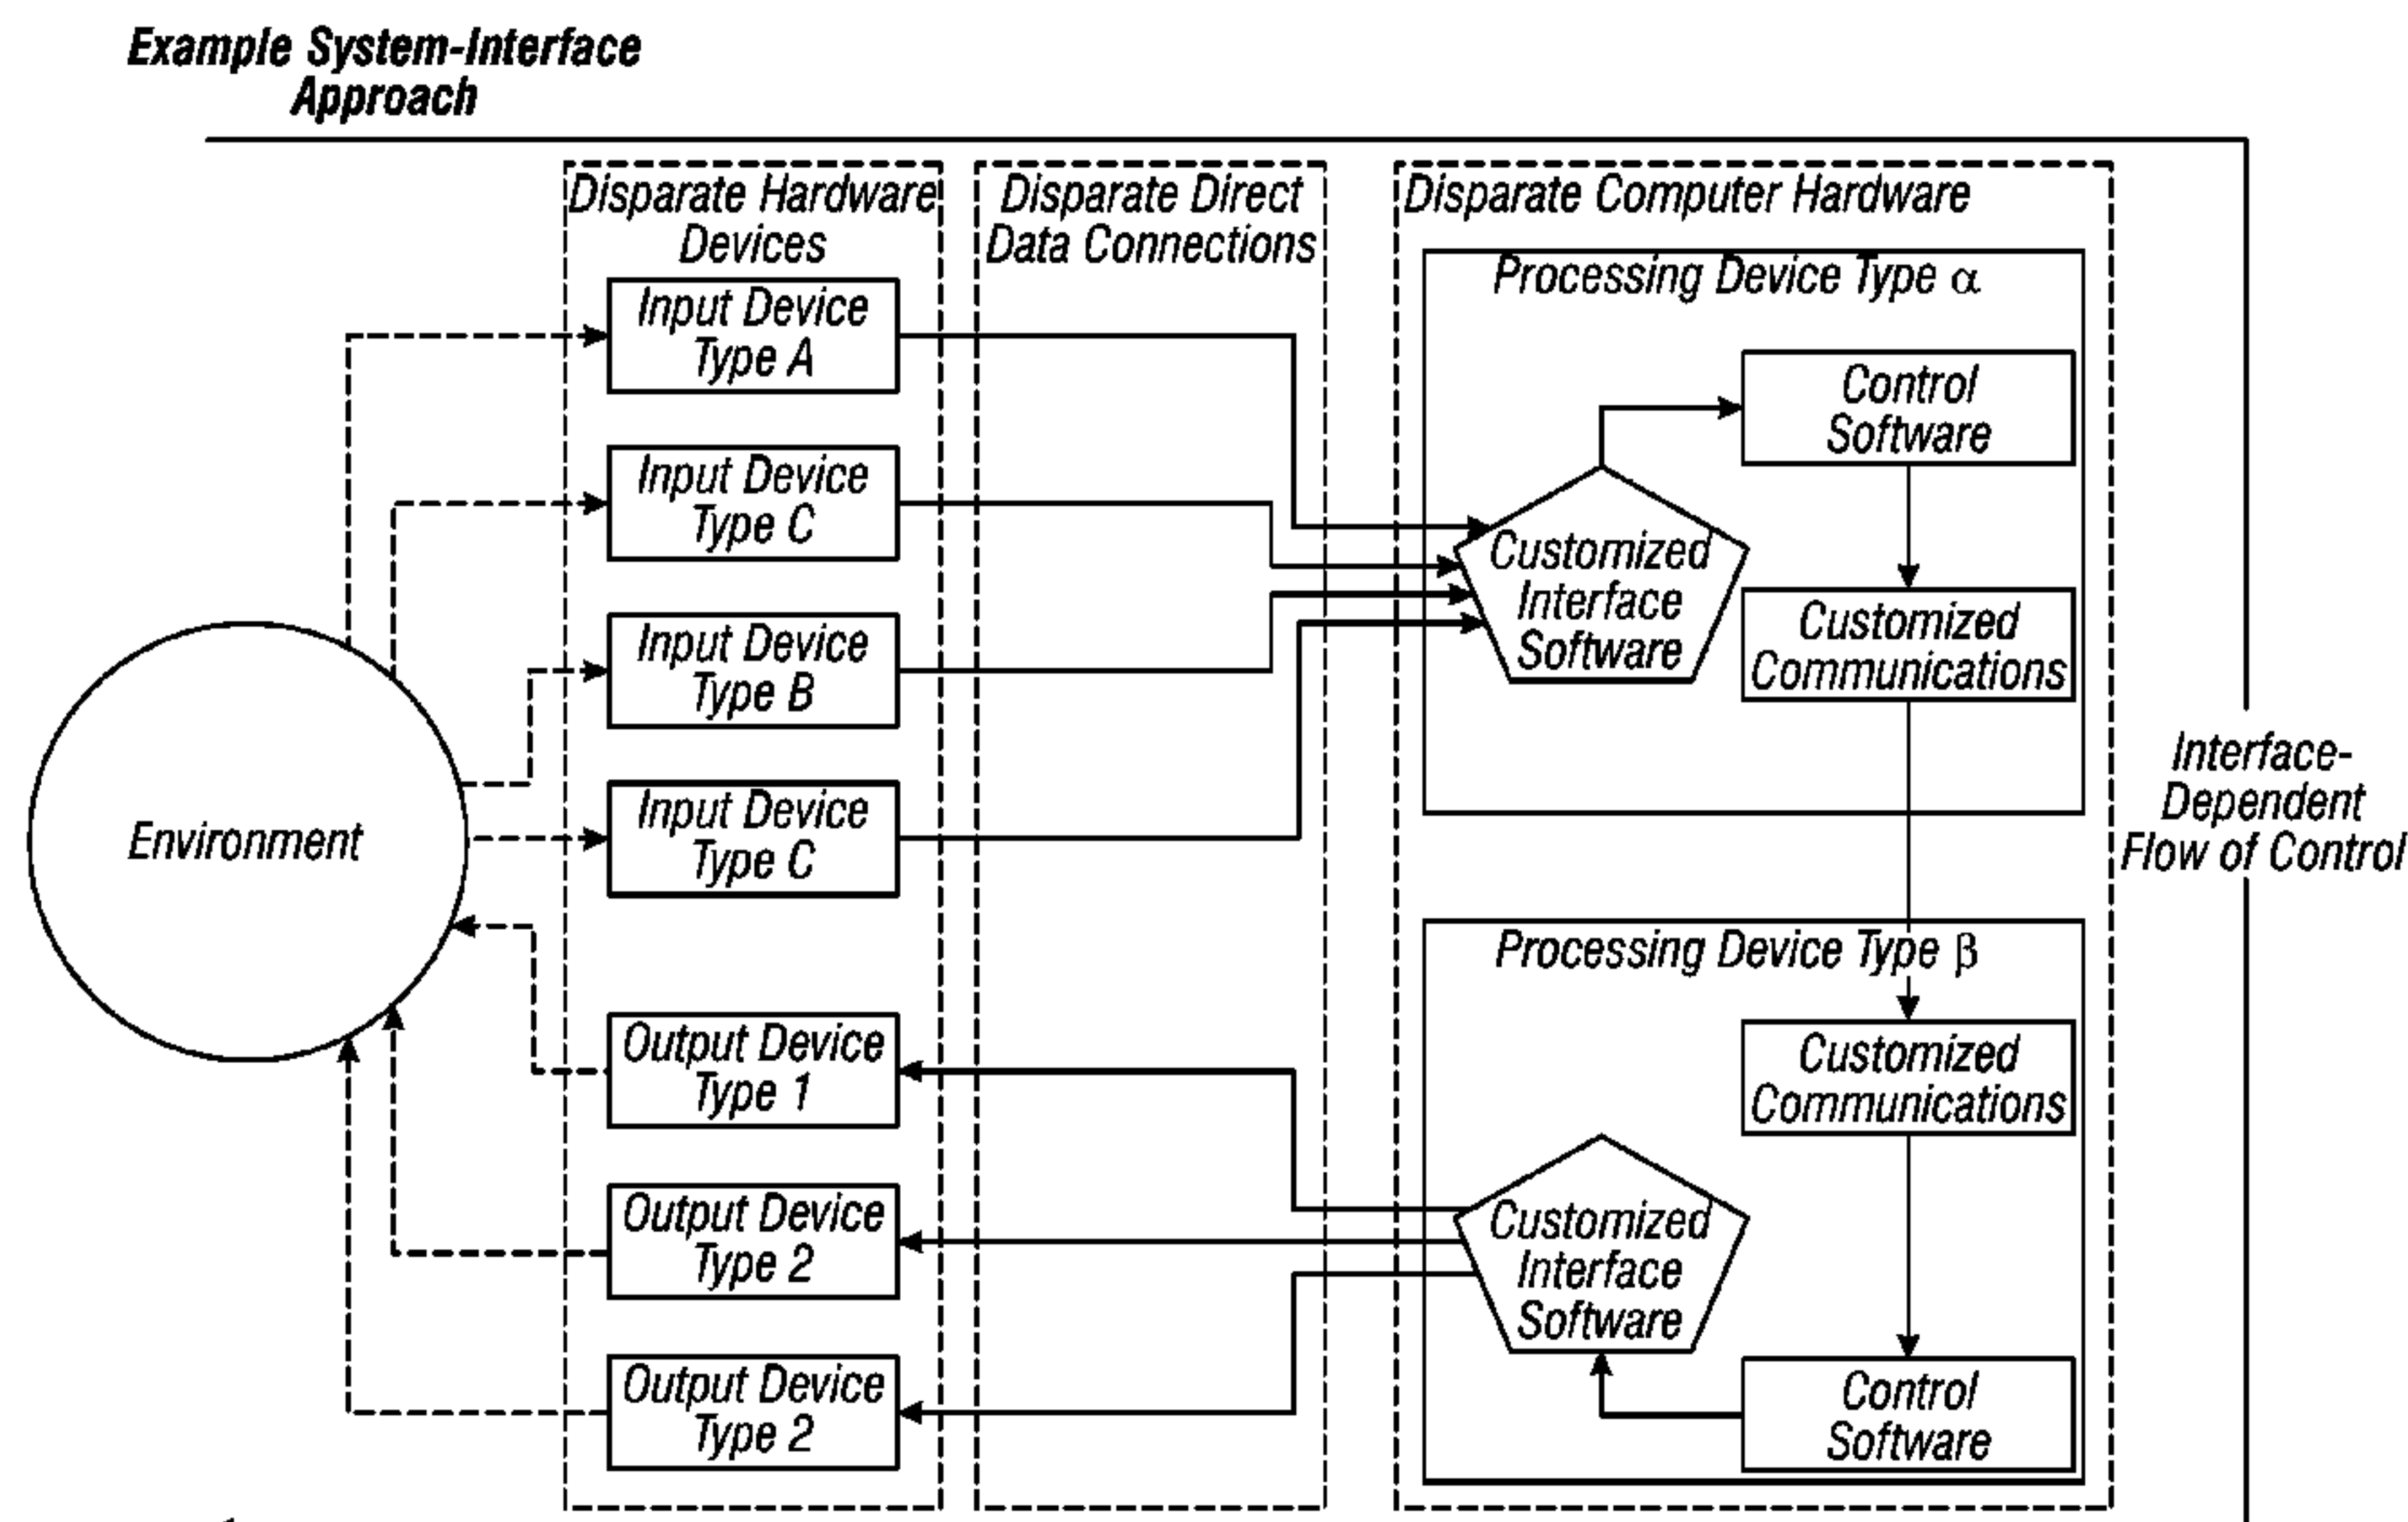 Example System-Interface
Approach
Disparate Hardware
Devices
Disparate Direct
Data Connections
Disparate Computer Hardware
Processing Device Type α
Input Device
Type A
Control
Software
Input Device
Type C
Customized
Interface
Software
Customized
Communications
Input Device
Type B
Input Device
Type C
Environment
Interface-
Dependent
Flow of Control
Processing Device Type β
Output Device
Type 1
Customized
Communications
Output Device
Type 2
Customized
Interface
Software
Output Device
Type 2
Control
Software